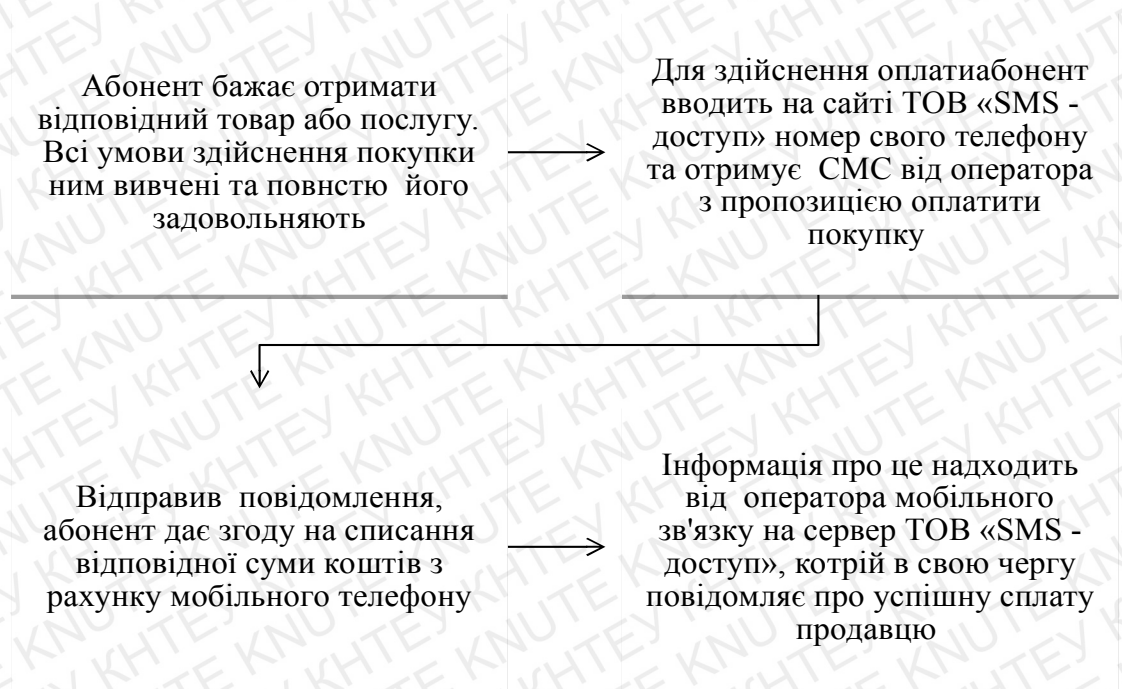 Абонент бажає отримати
відповідний товар або послугу.
Всі умови здійснення покупки
ним вивчені та повнстю його
задовольняють
Для здійснення оплатиабонент
вводить на сайті ТОВ «SMS -
доступ» номер свого телефону
та отримує СМС від оператора
з пропозицією оплатити
покупку
Відправив повідомлення,
абонент дає згоду на списання
відповідної суми коштів з
рахунку мобільного телефону
Інформація про це надходить
від оператора мобільного
зв'язку на сервер ТОВ «SMS -
доступ», котрій в свою чергу
повідомляє про успішну сплату
продавцю